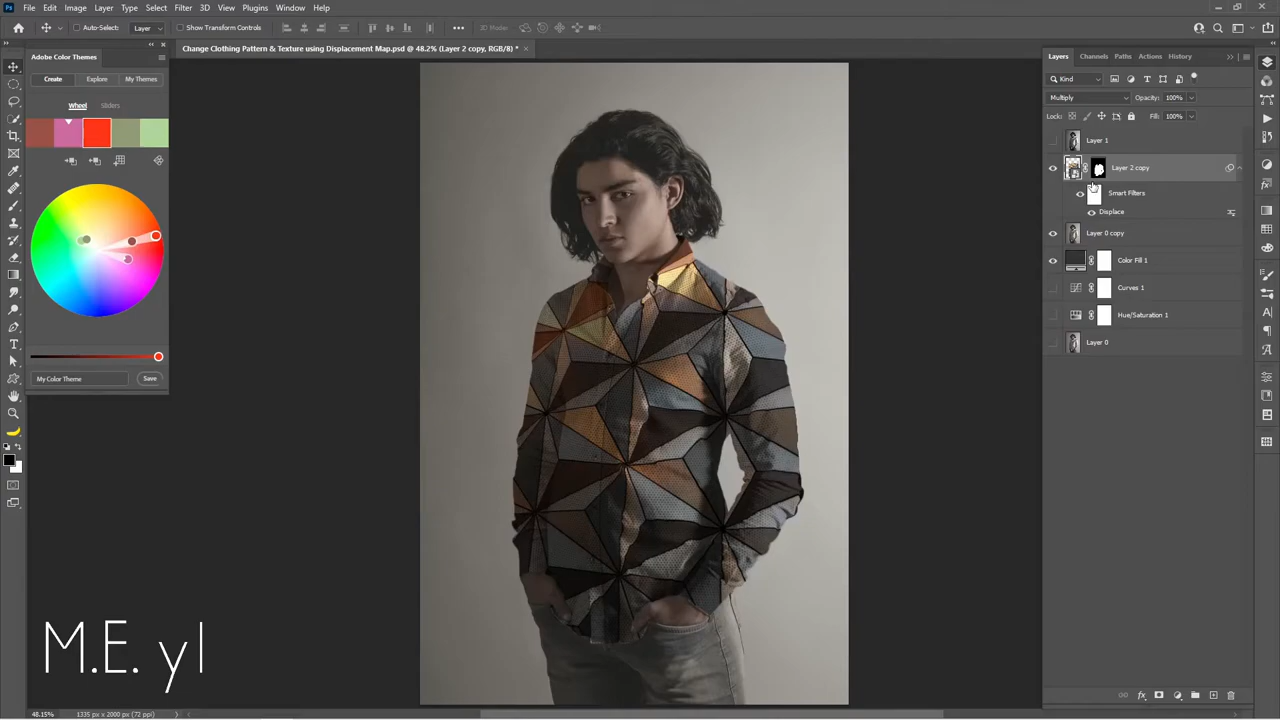 Ps File Edit Image Layer Type Select Filter 3D View Plugins Window Help
Auto-Select: Layer Show Transform Controls 3D Mode:
Change Clothing Pattern & Texture using Displacement Map.psd @ 48.2% (Layer 2 copy, RGB/8) *
Adobe Color Themes
Create Explore My Themes
Wheel Sliders
My Color Theme Save
Layers Channels Paths Actions History
Kind
Multiply Opacity: 100%
Lock: Fill: 100%
Layer 1
Layer 2 copy
Smart Filters
Displace
Layer 0 copy
Color Fill 1
Curves 1
Hue/Saturation 1
Layer 0
M.E. yl
48.15% 1335 px x 2000 px (72 ppi)